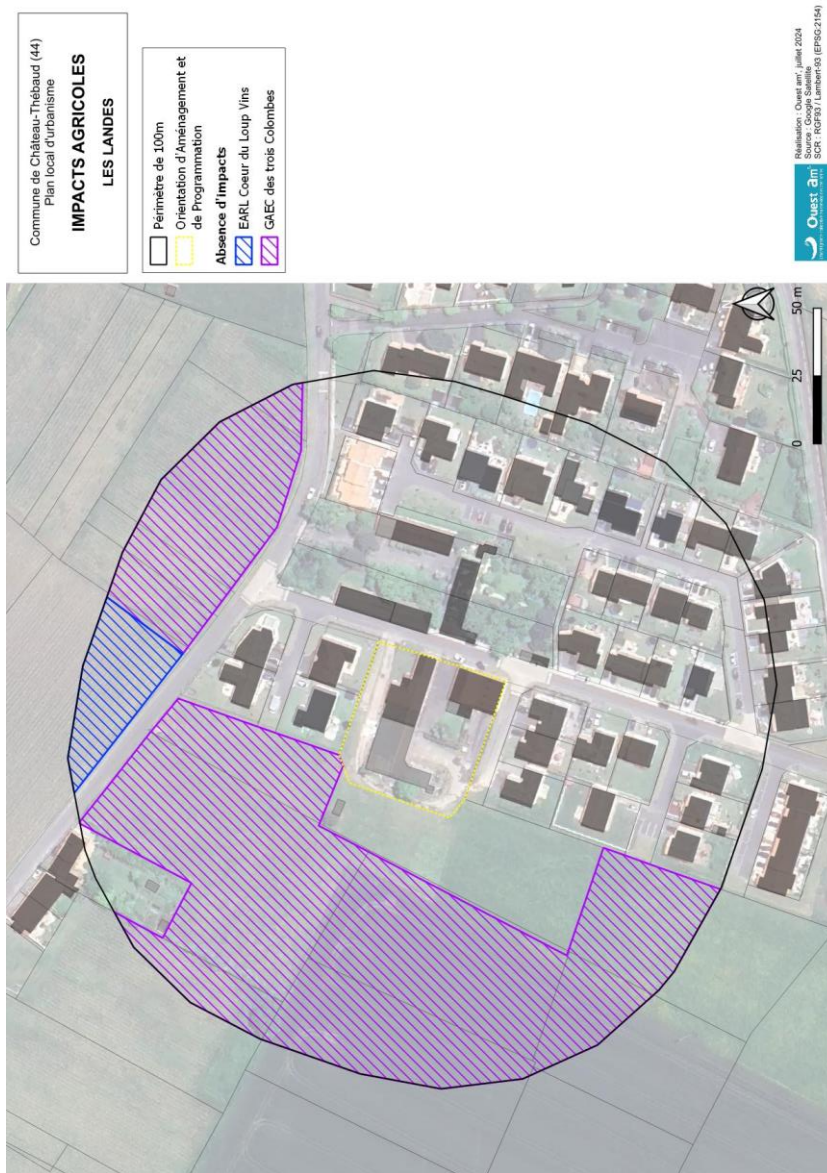 Commune de Château-Thébaud (44)
Plan local d'urbanisme
IMPACTS AGRICOLES
LES LANDES
Périmètre de 100m
Orientation d'Aménagement et
de Programmation
Absence d'impacts
EARL Coeur du Loup Vins
GAEC des trois Colombes
0 25 50 m
Ouest am'
Réalisation : Ouest am', juillet 2024
Source : Google Satellite
SCR : RGF93 / Lambert-93 (EPSG:2154)